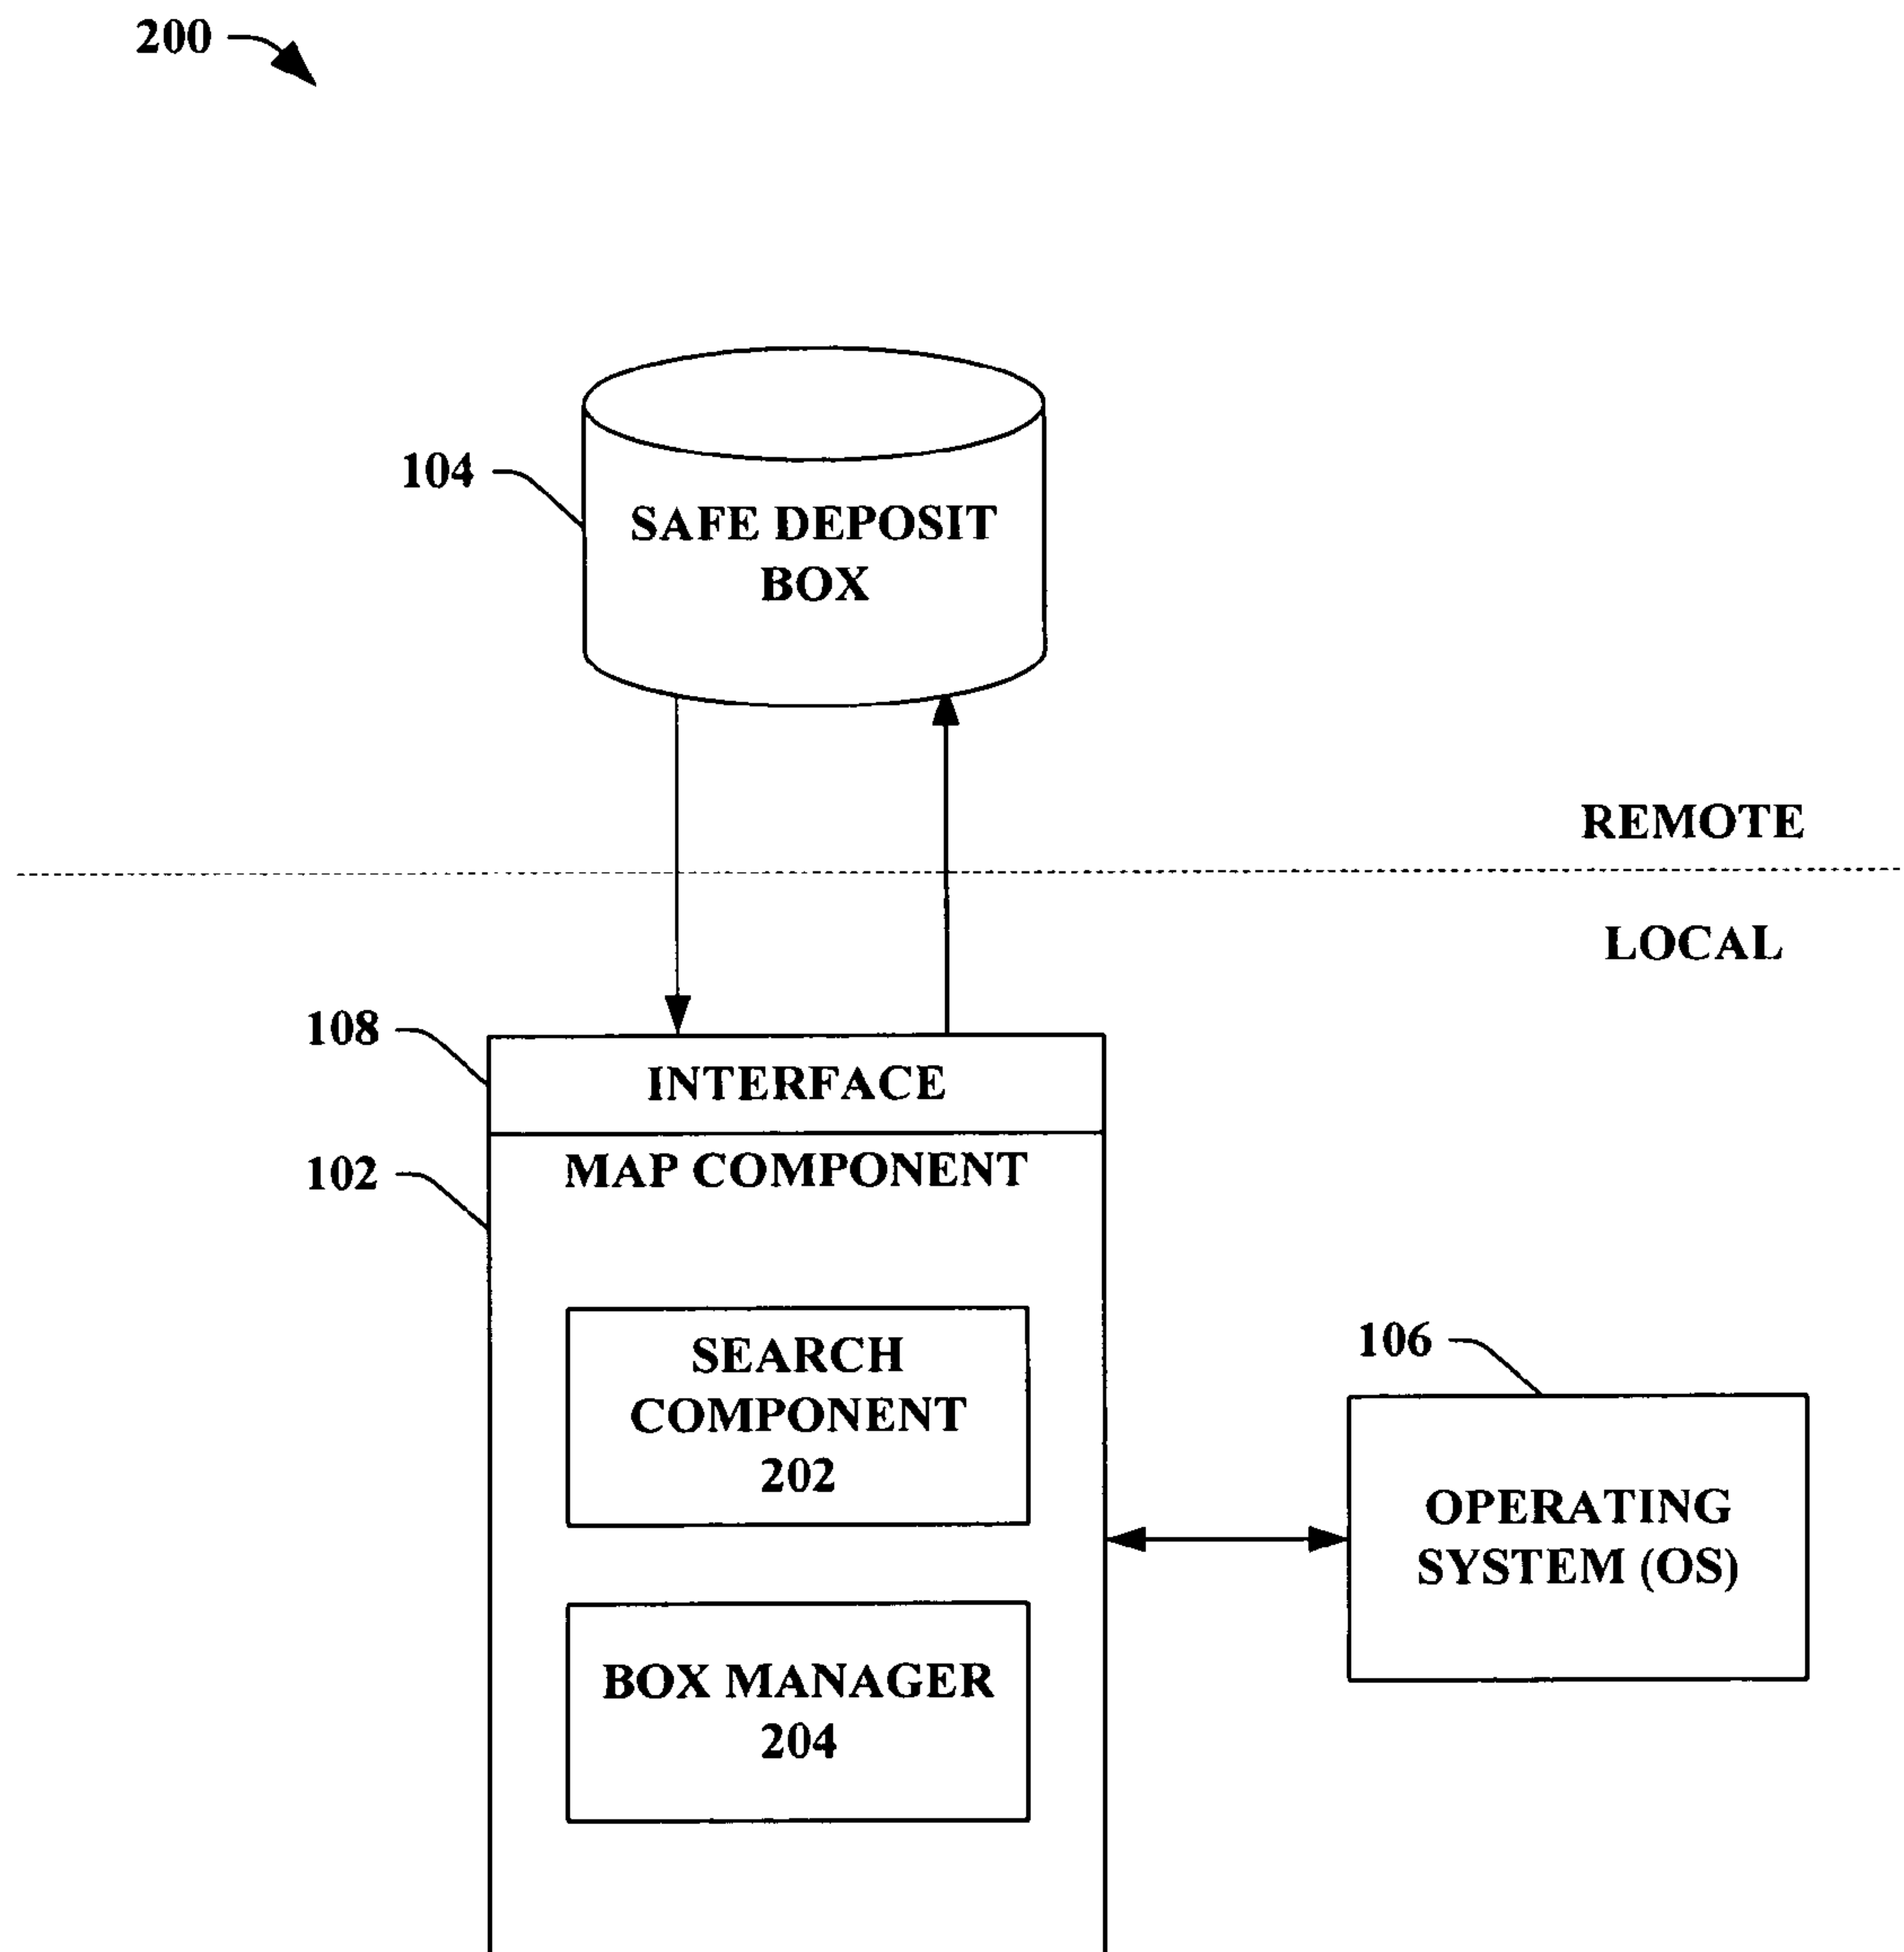 200
104
SAFE DEPOSIT
BOX
REMOTE
LOCAL
108
INTERFACE
102
MAP COMPONENT
SEARCH
COMPONENT
202
106
OPERATING
SYSTEM (OS)
BOX MANAGER
204